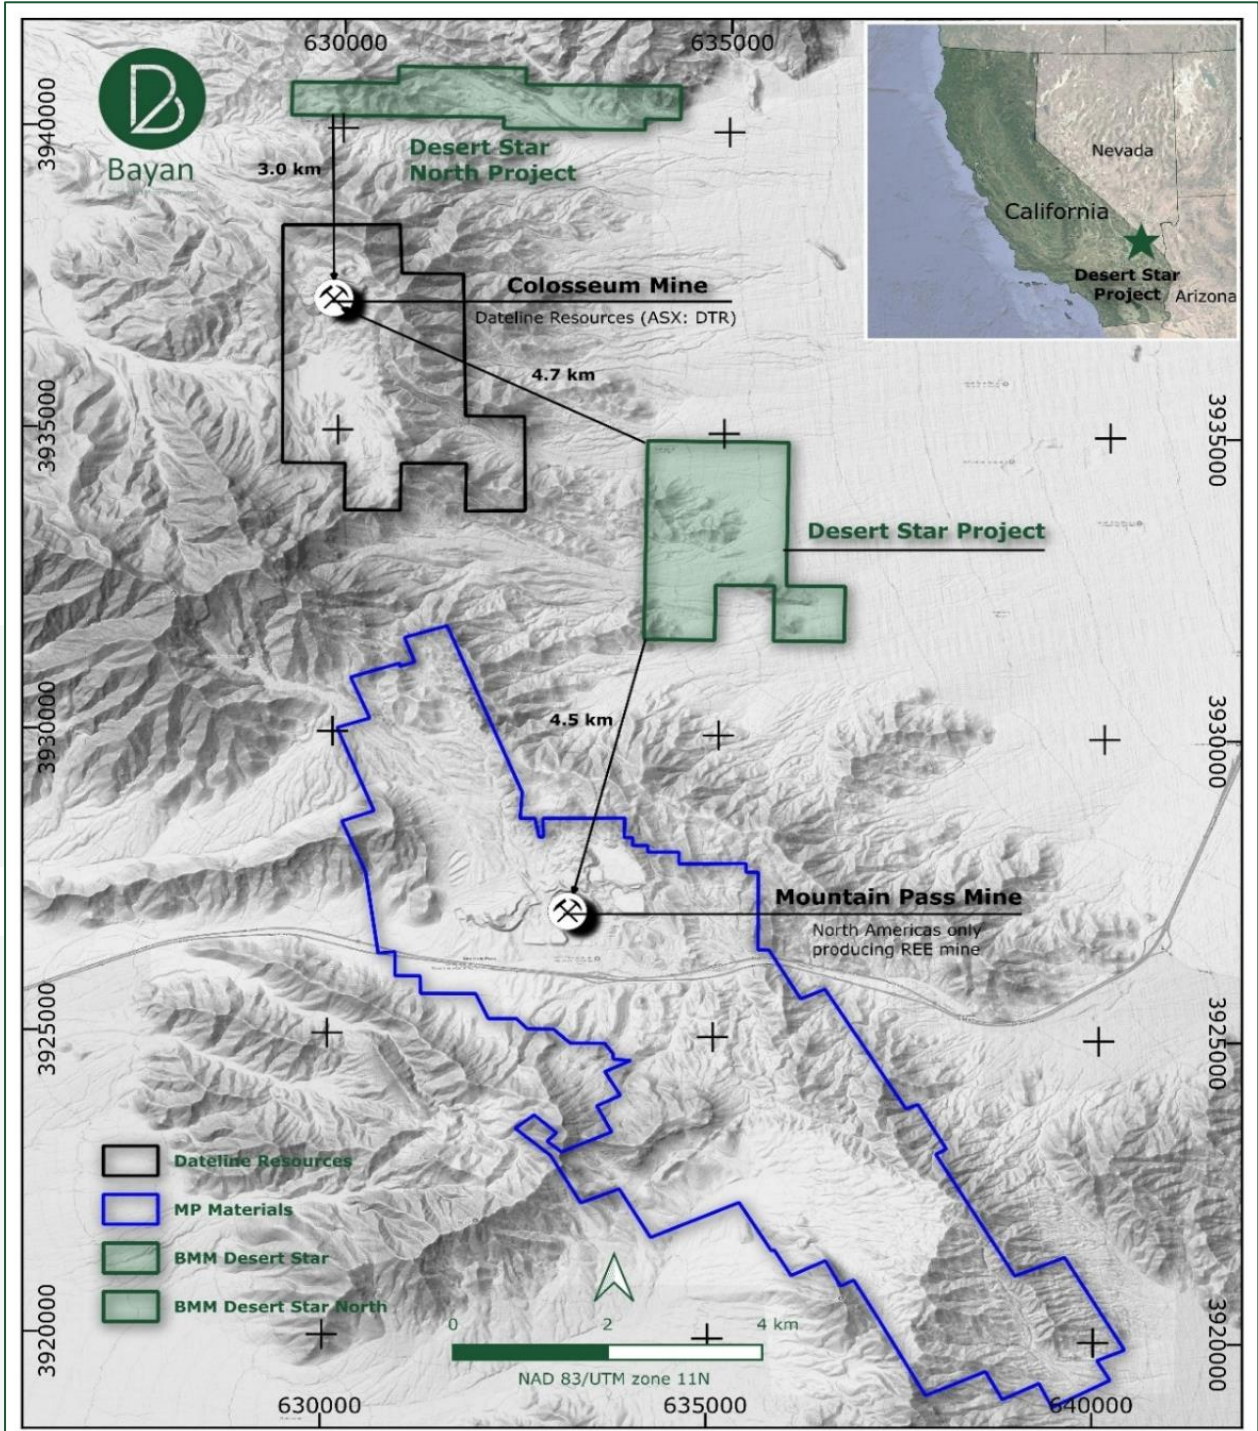 630000
635000
3940000
Bayan
Desert Star
North Project
3.0 km
Nevada
California
Desert Star
Project
Arizona
Colosseum Mine
Dateline Resources (ASX: DTR)
4.7 km
3935000
3935000
Desert Star Project
4.5 km
3930000
3930000
Mountain Pass Mine
North Americas only
producing REE mine
3925000
3925000
Dateline Resources
MP Materials
BMM Desert Star
BMM Desert Star North
0 2 4 km
NAD 83/UTM zone 11N
3920000
3920000
630000
635000
640000